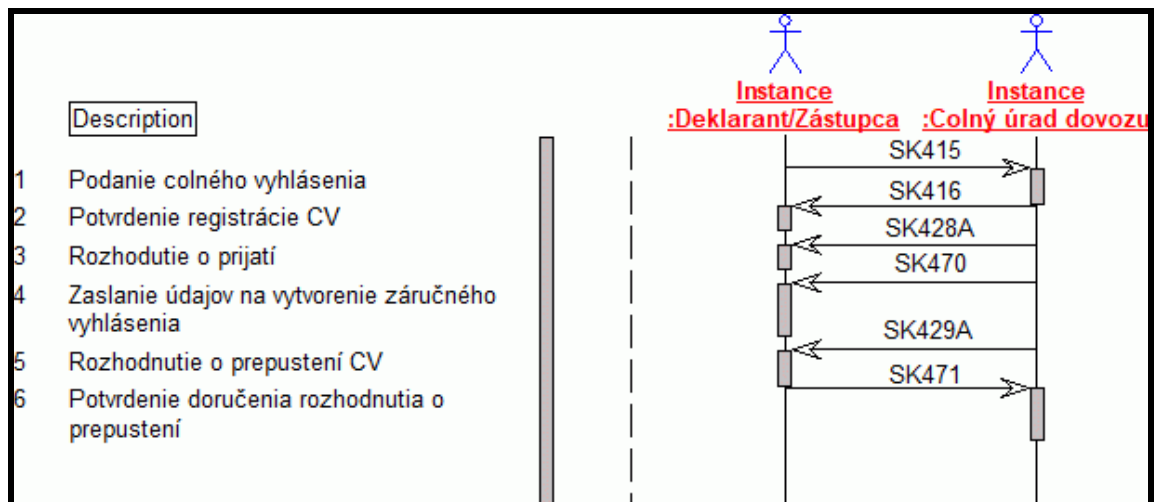 Instance
Instance
Description
:Deklarant/Zástupca
:Colný úrad dovozu
SK415
1 Podanie colného vyhlásenia
SK416
2 Potvrdenie registrácie CV
SK428A
3 Rozhodutie o prijatí
SK470
4 Zaslanie údajov na vytvorenie záručného
vyhlásenia
SK429A
5 Rozhodnutie o prepustení CV
SK471
6 Potvrdenie doručenia rozhodnutia o
prepustení